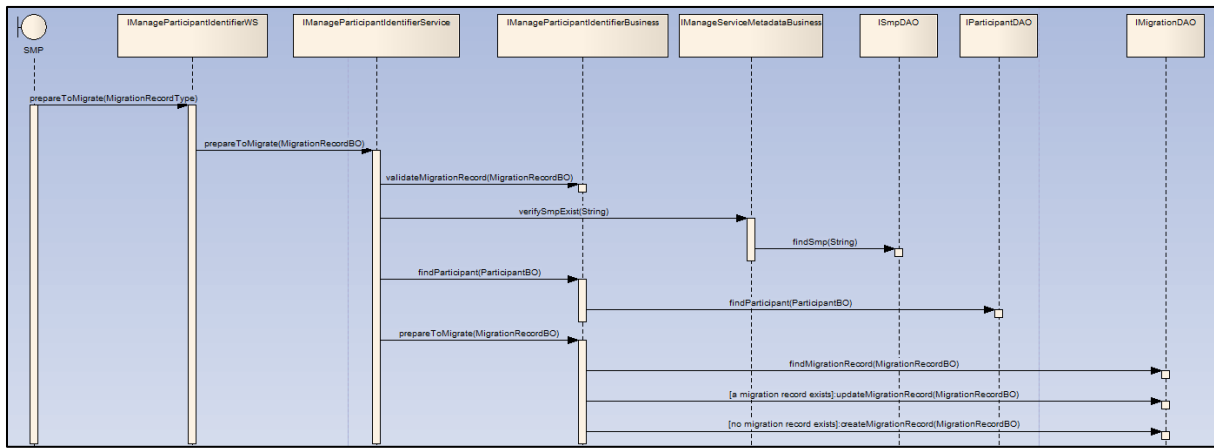 IManageParticipantIdentifierWS
IManageParticipantIdentifierService
IManageParticipantIdentifierBusiness
IManageServiceMetadataBusiness
ISmpDAO
IParticipantDAO
IMigrationDAO
SMP
prepareToMigrate(MigrationRecordType)
prepareToMigrate(MigrationRecordBO)
validateMigrationRecord(MigrationRecordBO)
verifySmpExist(String)
findSmp(String)
findParticipant(ParticipantBO)
findParticipant(ParticipantBO)
prepareToMigrate(MigrationRecordBO)
findMigrationRecord(MigrationRecordBO)
[a migration record exists]:updateMigrationRecord(MigrationRecordBO)
[no migration record exists]:createMigrationRecord(MigrationRecordBO)